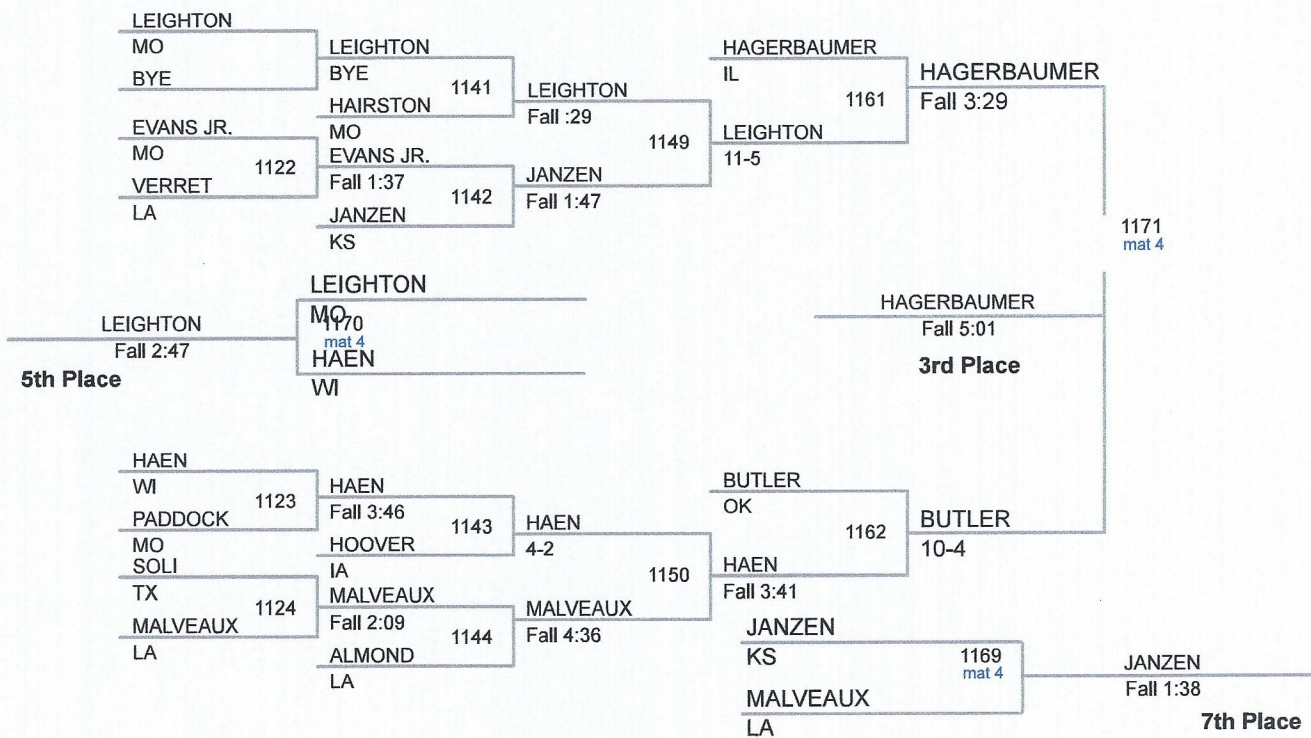 LEIGHTON
MO
BYE
EVANS JR.
MO
1122
VERRET
LA
LEIGHTON
BYE
1141
HAIRSTON
MO
EVANS JR.
Fall 1:37
1142
JANZEN
KS
LEIGHTON
Fall :29
1149
JANZEN
Fall 1:47
HAGERBAUMER
IL
1161
LEIGHTON
11-5
HAGERBAUMER
Fall 3:29
1171
mat 4
LEIGHTON
MO
1170
mat 4
HAEN
WI
LEIGHTON
Fall 2:47
5th Place
HAGERBAUMER
Fall 5:01
3rd Place
HAEN
WI
1123
PADDOCK
MO
SOLI
TX
1124
MALVEAUX
LA
HAEN
Fall 3:46
1143
HOOVER
IA
MALVEAUX
Fall 2:09
1144
ALMOND
LA
HAEN
4-2
1150
MALVEAUX
Fall 4:36
BUTLER
OK
1162
HAEN
Fall 3:41
BUTLER
10-4
JANZEN
KS
1169
mat 4
MALVEAUX
LA
JANZEN
Fall 1:38
7th Place